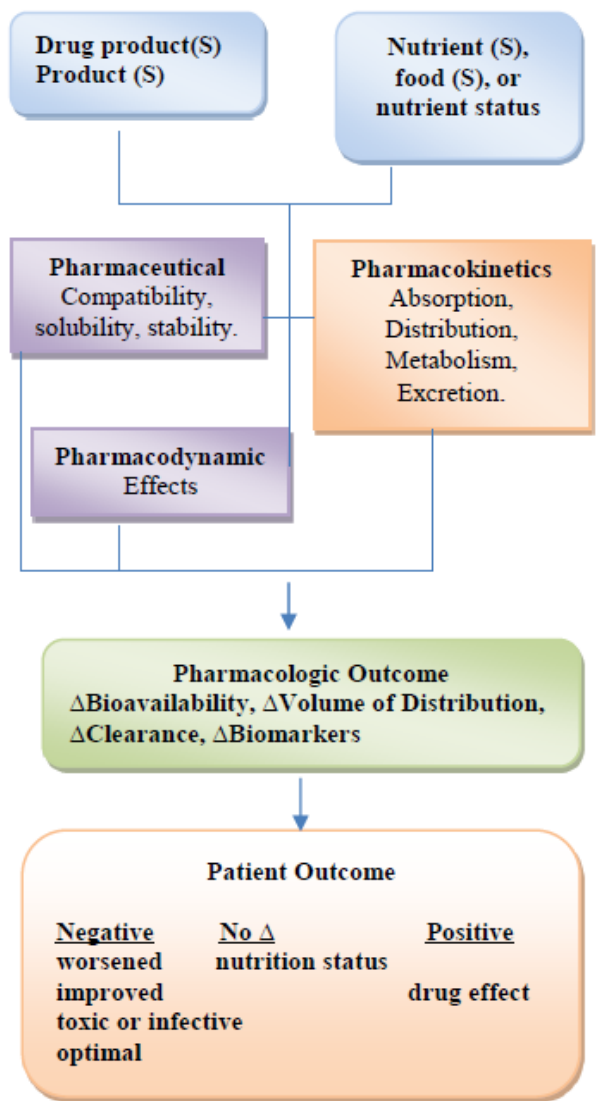 Drug product(S)
Product (S)
Nutrient (S),
food (S), or
nutrient status
Pharmaceutical
Compatibility,
solubility, stability.
Pharmacokinetics
Absorption,
Distribution,
Metabolism,
Excretion.
Pharmacodynamic
Effects
Pharmacologic Outcome
ΔBioavailability, ΔVolume of Distribution,
ΔClearance, ΔBiomarkers
Patient Outcome
Negative No Δ Positive
worsened nutrition status
improved drug effect
toxic or infective
optimal